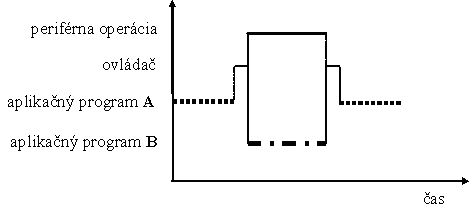 periférna operácia
ovládač
aplikačný program A
aplikačný program B
čas